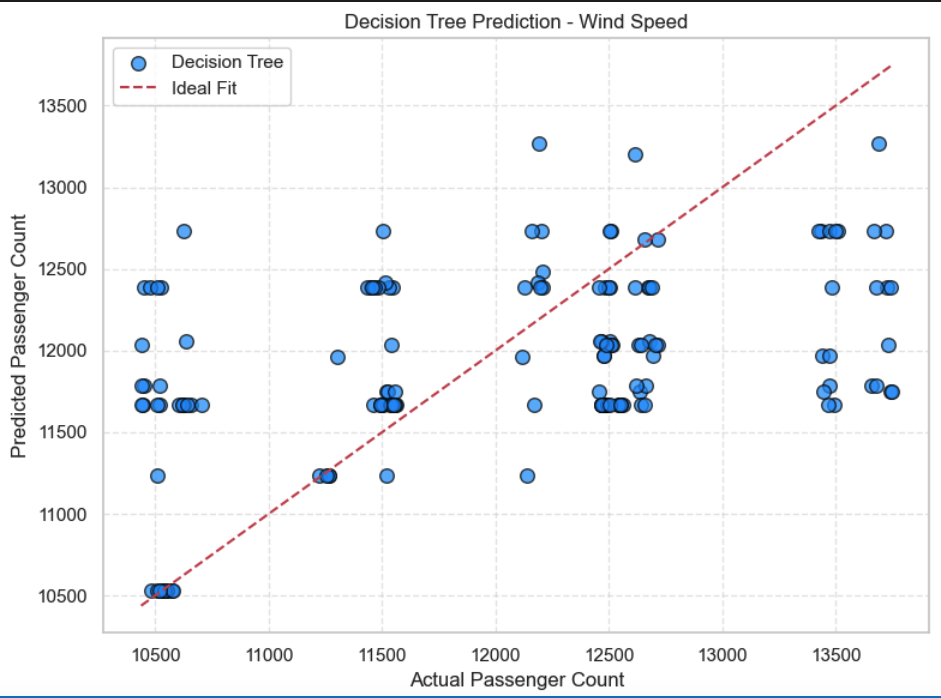 Decision Tree Prediction - Wind Speed
Decision Tree
Ideal Fit
13500
13000
12500
12000
11500
11000
10500
Predicted Passenger Count
10500 11000 11500 12000 12500 13000 13500
Actual Passenger Count